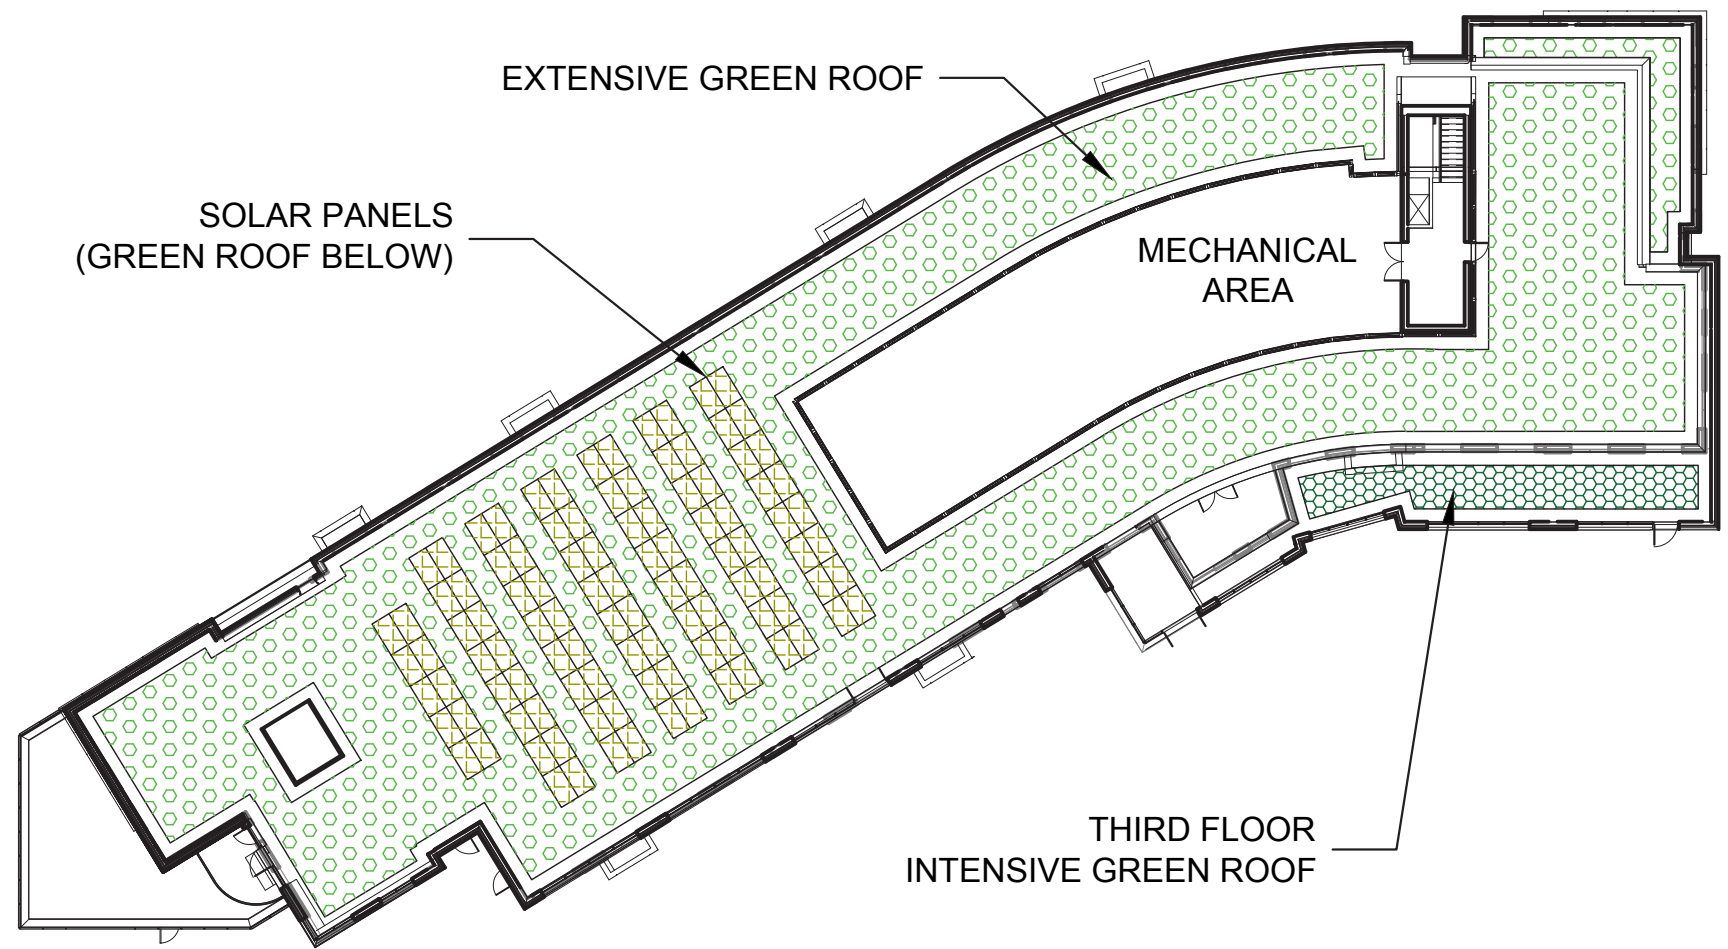 EXTENSIVE GREEN ROOF
SOLAR PANELS
(GREEN ROOF BELOW)
MECHANICAL
AREA
THIRD FLOOR
INTENSIVE GREEN ROOF